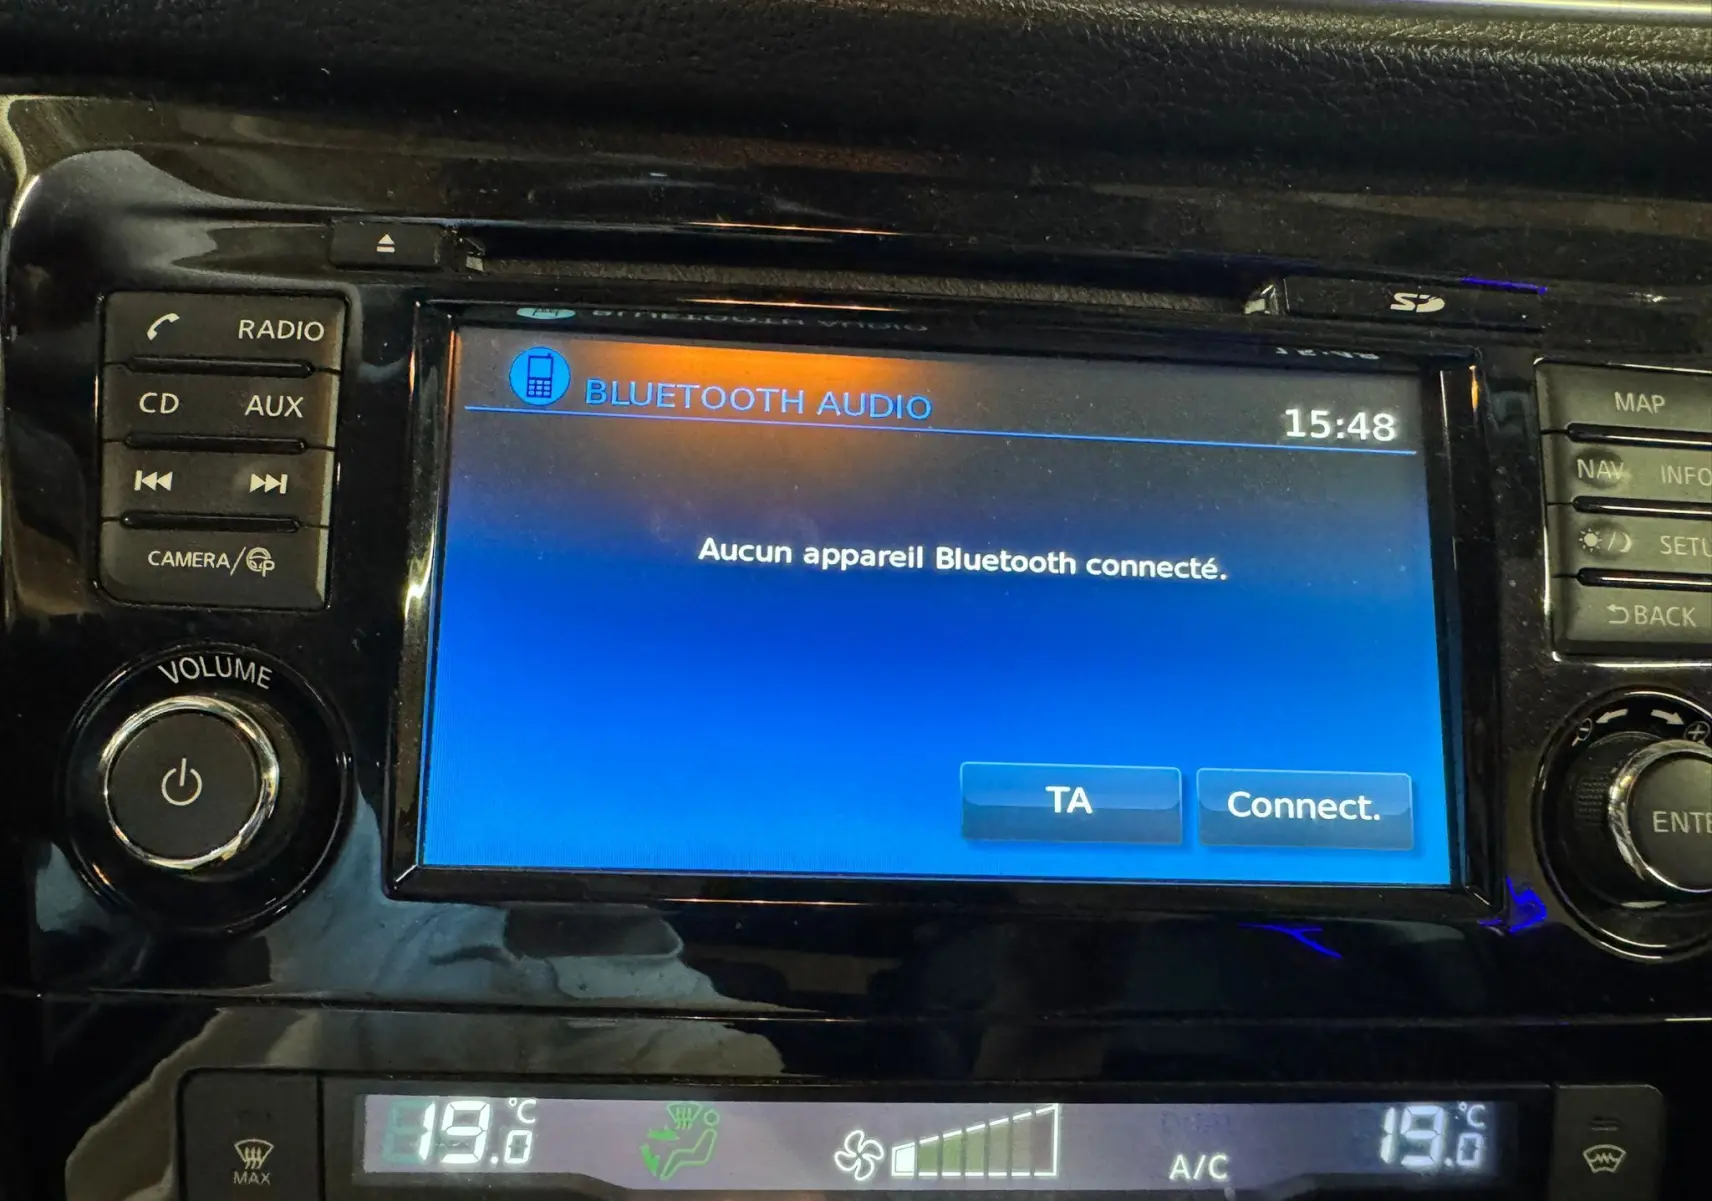 RADIO
CD AUX
CAMERA/
VOLUME
BLUETOOTH AUDIO
15:48
Aucun appareil Bluetooth connecté.
TA Connect.
MAP
NAV INFO
BACK
19.0 °C
A/C
19.0 °C
MAX